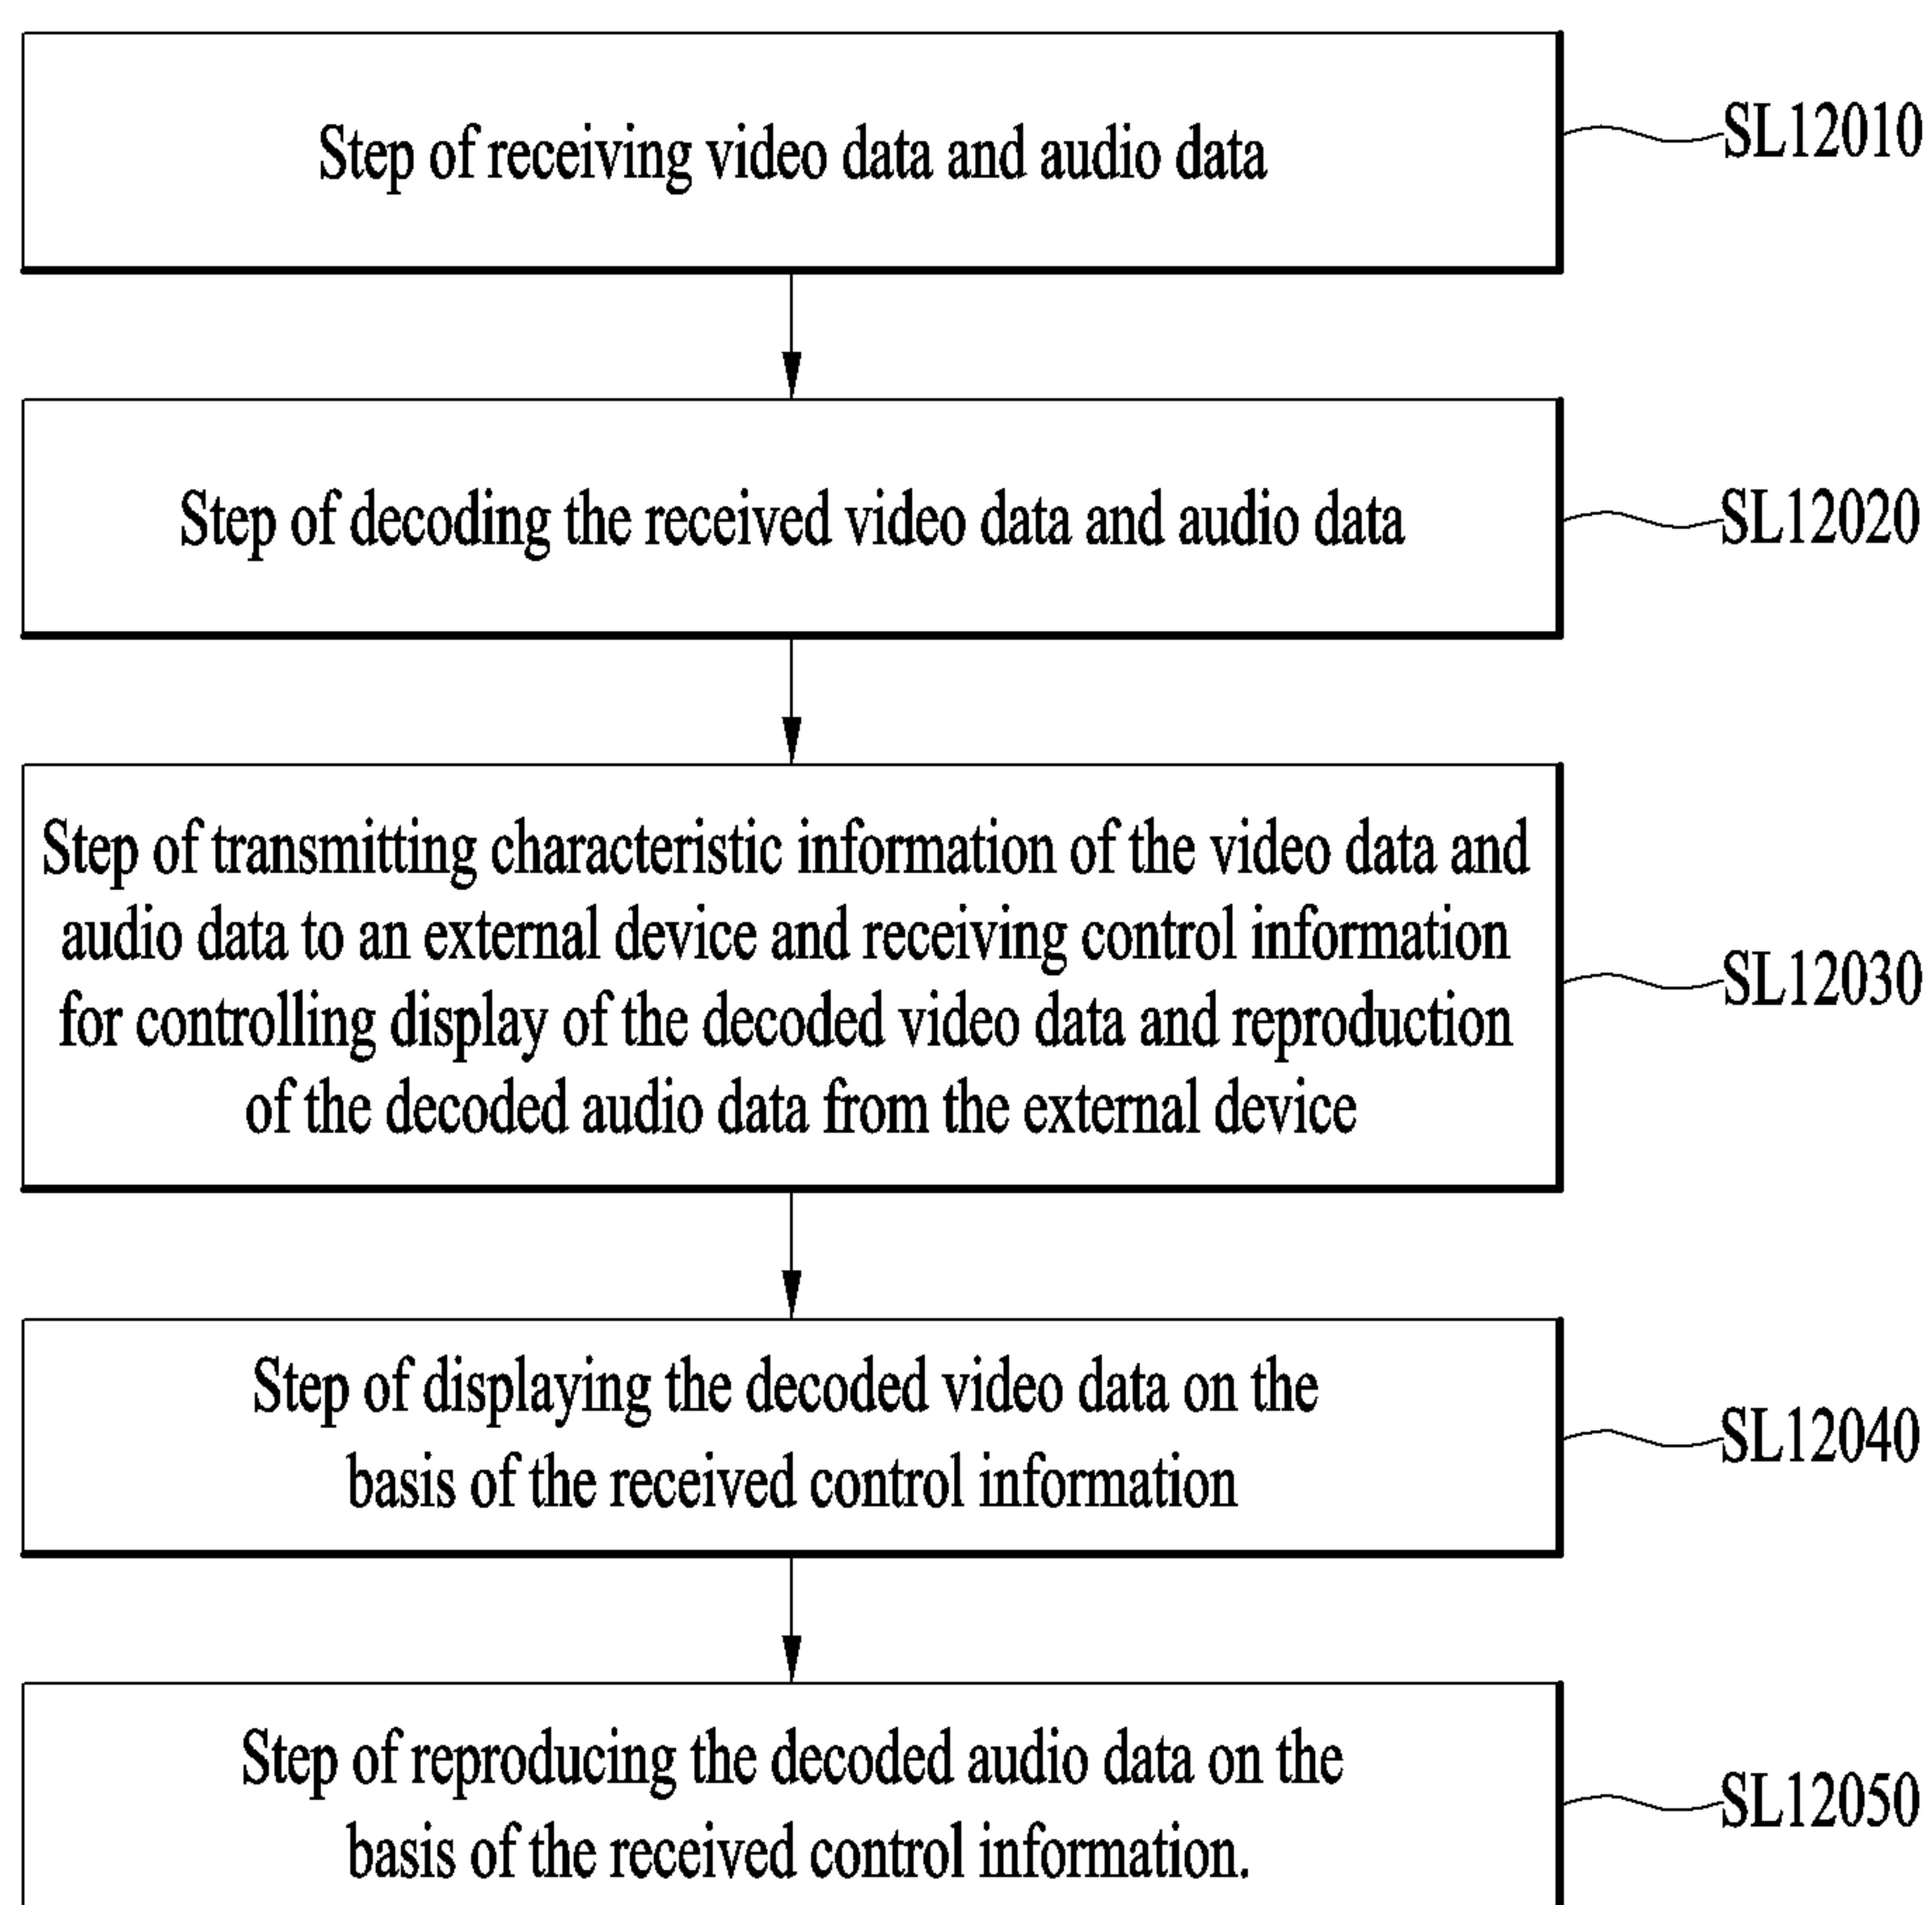 Step of receiving video data and audio data
SL12010
Step of decoding the received video data and audio data
SL12020
Step of transmitting characteristic information of the video data and
audio data to an external device and receiving control information
for controlling display of the decoded video data and reproduction
of the decoded audio data from the external device
SL12030
Step of displaying the decoded video data on the
basis of the received control information
SL12040
Step of reproducing the decoded audio data on the
basis of the received control information.
SL12050